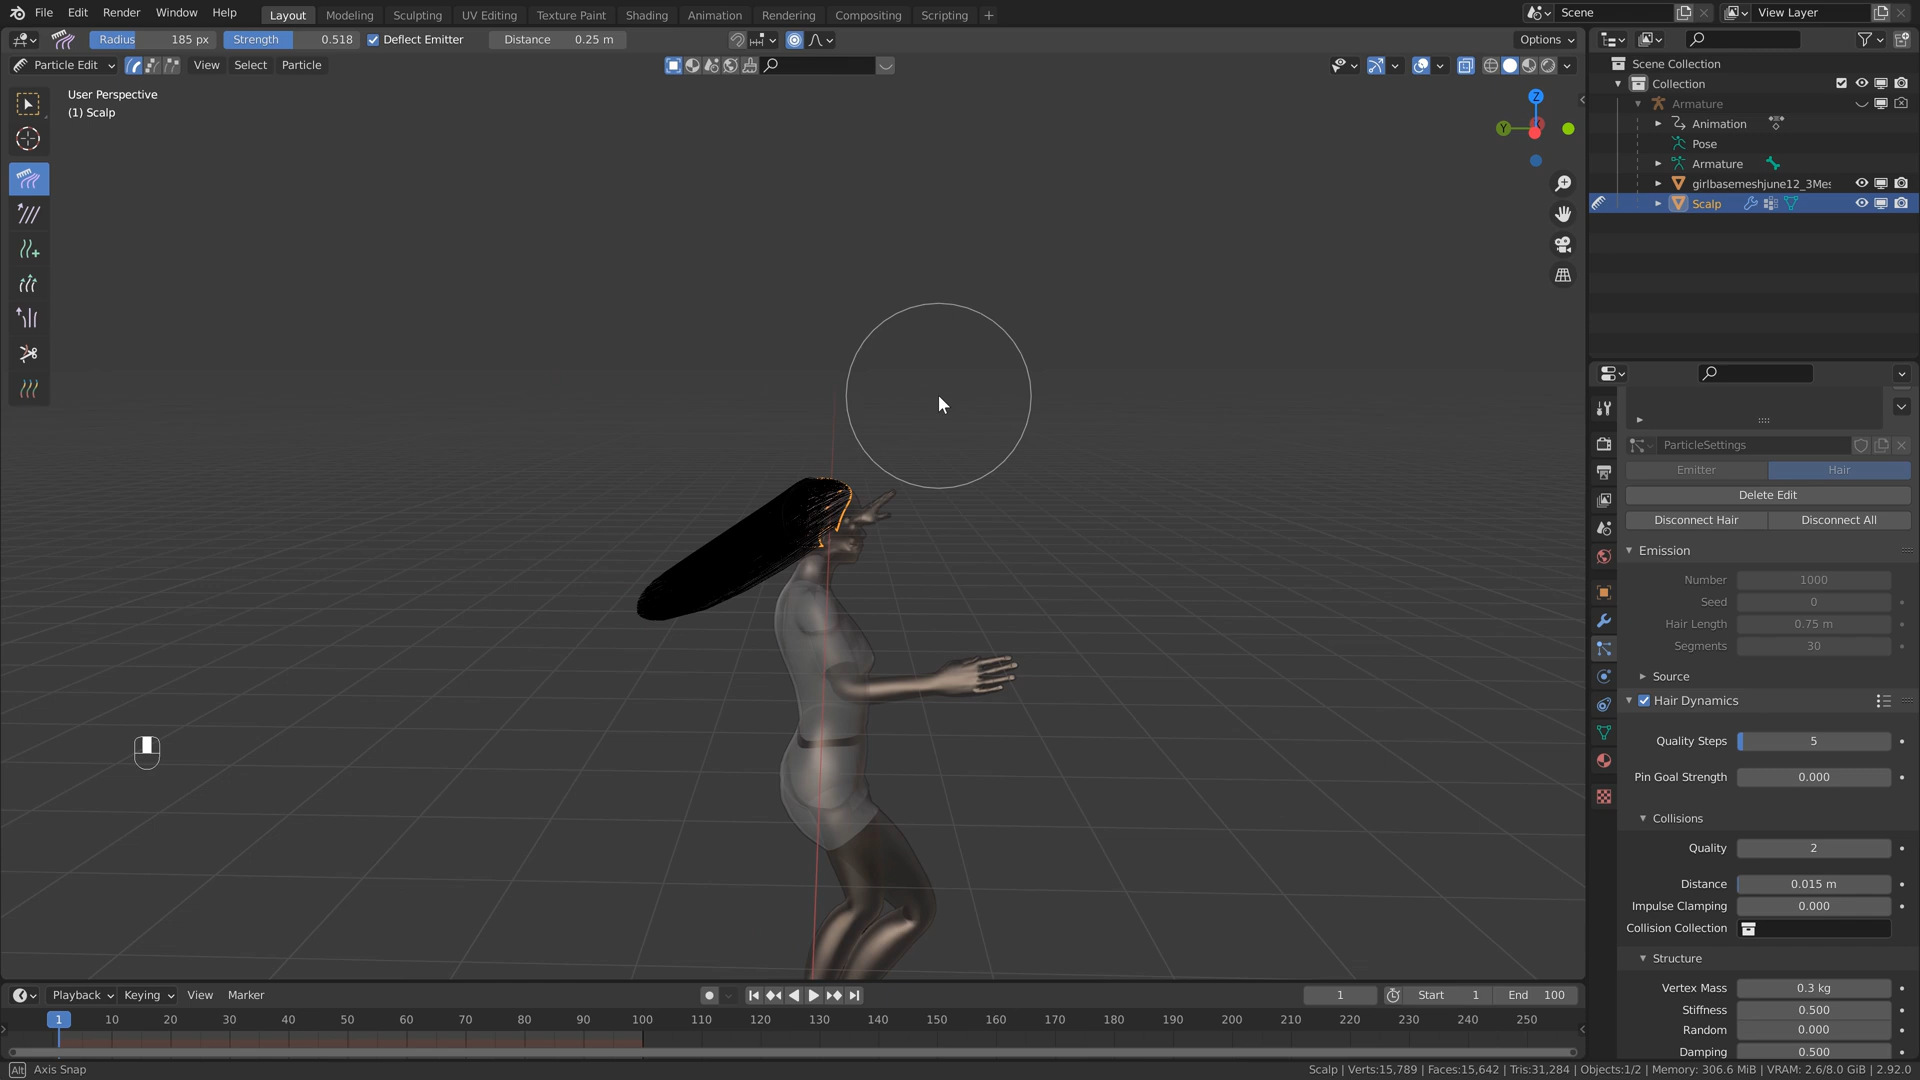 File Edit Render Window Help Layout Modeling Sculpting UV Editing Texture Paint Shading Animation Rendering Compositing Scripting Scene View Layer
Radius 185 px Strength 0.518 Deflect Emitter Distance 0.25 m Options
Particle Edit View Select Particle
User Perspective
(1) Scalp
Z
Y
Scene Collection
Collection
Armature
Animation
Pose
Armature
girlbasemeshjune12_3Mes
Scalp
ParticleSettings
Emitter Hair
Delete Edit
Disconnect Hair Disconnect All
Emission
Number 1000
Seed 0
Hair Length 0.75 m
Segments 30
Source
Hair Dynamics
Quality Steps 5
Pin Goal Strength 0.000
Collisions
Quality 2
Distance 0.015 m
Impulse Clamping 0.000
Collision Collection
Structure
Vertex Mass 0.3 kg
Stiffness 0.500
Random 0.000
Damping 0.500
Playback Keying View Marker 1 Start 1 End 100
1 10 20 30 40 50 60 70 80 90 100 110 120 130 140 150 160 170 180 190 200 210 220 230 240 250
Alt Axis Snap Scalp | Verts:15,789 | Faces:15,642 | Tris:31,284 | Objects:1/2 | Memory: 306.6 MiB | VRAM: 2.6/8.0 GiB | 2.92.0